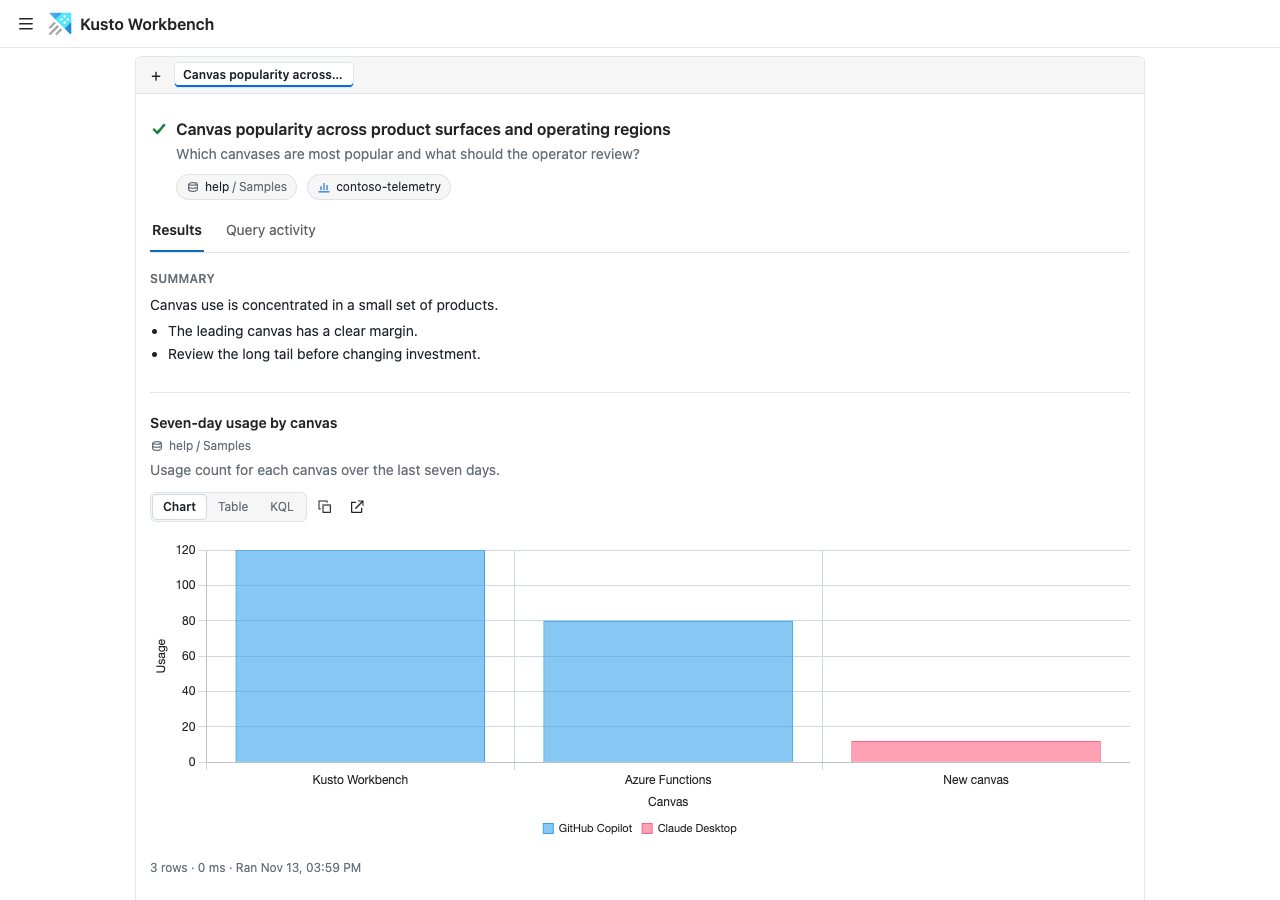 Kusto Workbench
+ Canvas popularity across...
Canvas popularity across product surfaces and operating regions
Which canvases are most popular and what should the operator review?
help / Samples contoso-telemetry
Results Query activity
SUMMARY
Canvas use is concentrated in a small set of products.
• The leading canvas has a clear margin.
• Review the long tail before changing investment.
Seven-day usage by canvas
help / Samples
Usage count for each canvas over the last seven days.
Chart Table KQL
120
100
80
60
40
20
0
Usage
Kusto Workbench Azure Functions New canvas
Canvas
GitHub Copilot Claude Desktop
3 rows · 0 ms · Ran Nov 13, 03:59 PM